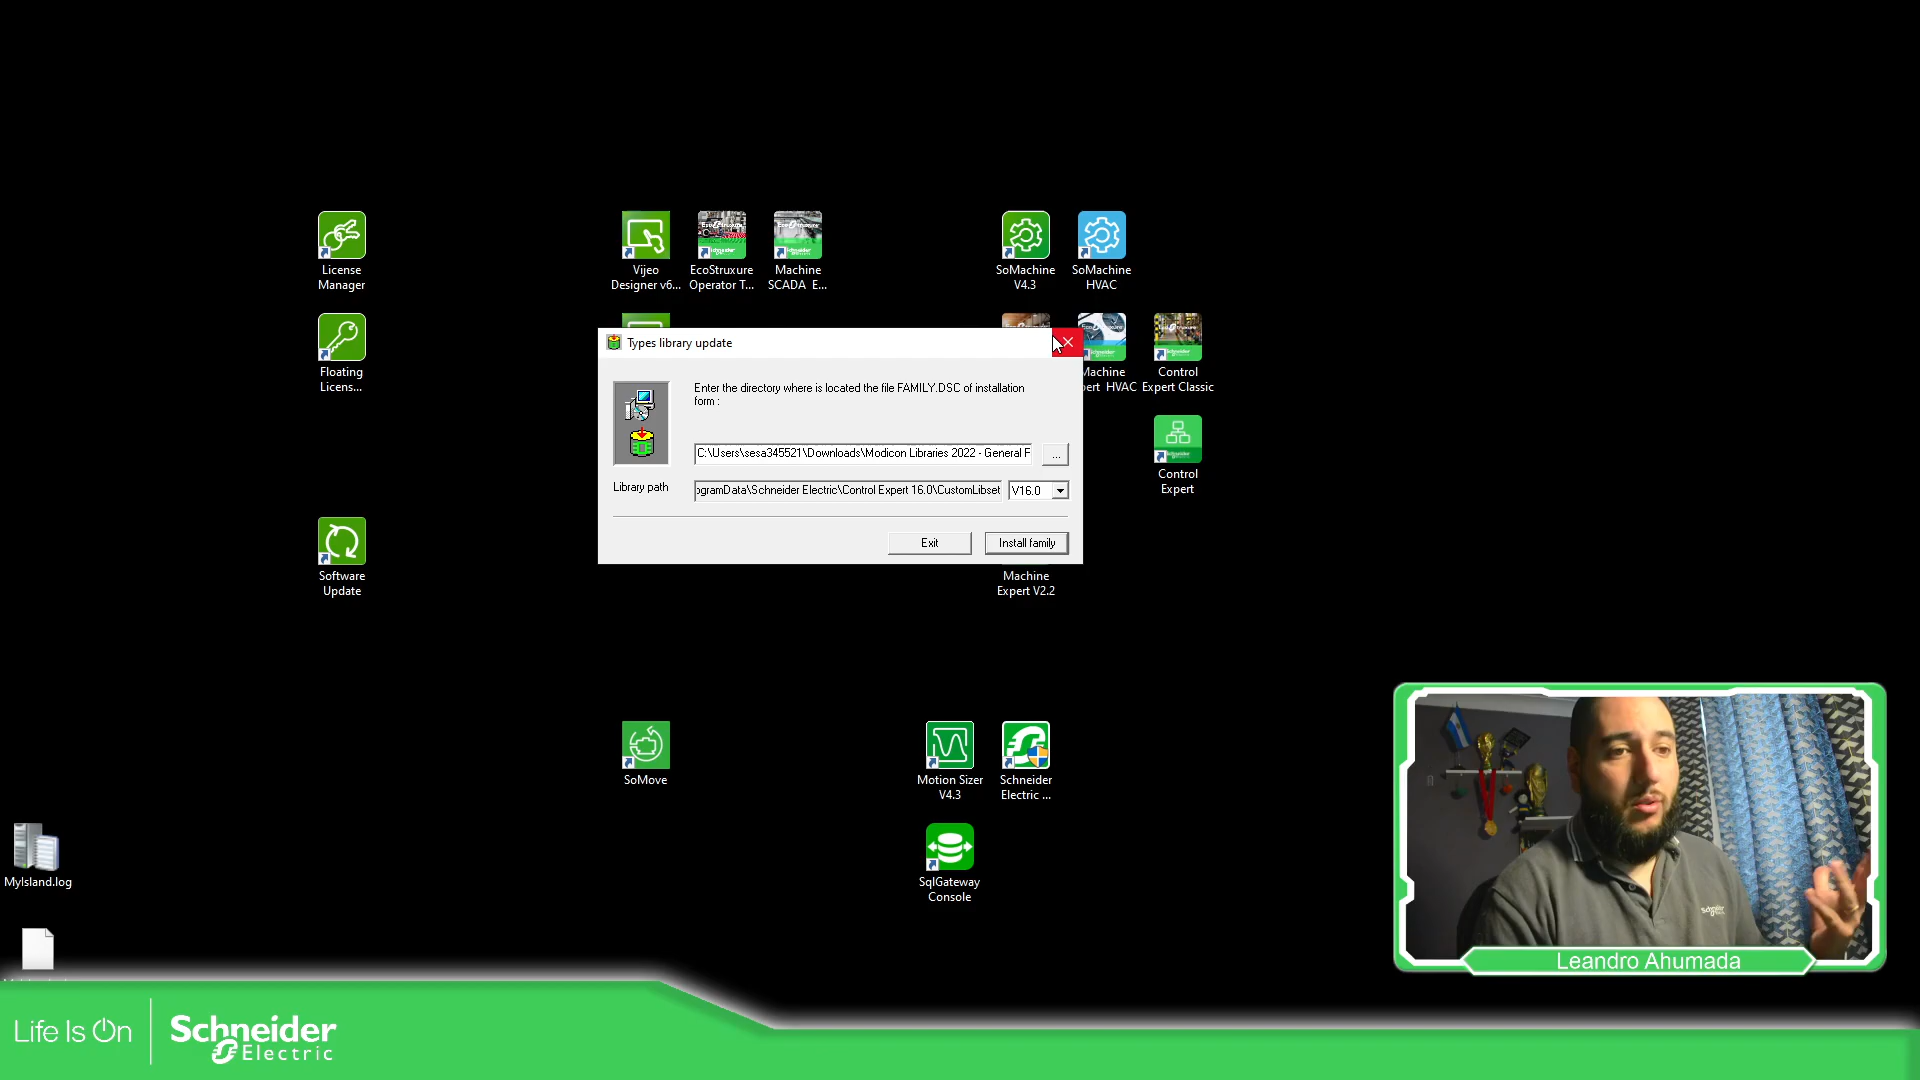 License
Manager
Vijeo
Designer v6...
EcoStruxure
Operator T...
Machine
SCADA E...
SoMachine
V4.3
SoMachine
HVAC
Floating
Licens...
Types library update
Enter the directory where is located the file FAMILY.DSC of installation
form :
C:\Users\sesa345521\Downloads\Modicon Libraries 2022 - General F
...
Library path
ogramData\Schneider Electric\Control Expert 16.0\CustomLibset
V16.0
Exit
Install family
Machine
pert HVAC
Control
Expert Classic
Control
Expert
Software
Update
Machine
Expert V2.2
SoMove
Motion Sizer
V4.3
Schneider
Electric ...
SqlGateway
Console
MyIsland.log
Leandro Ahumada
Life Is On
Schneider
Electric